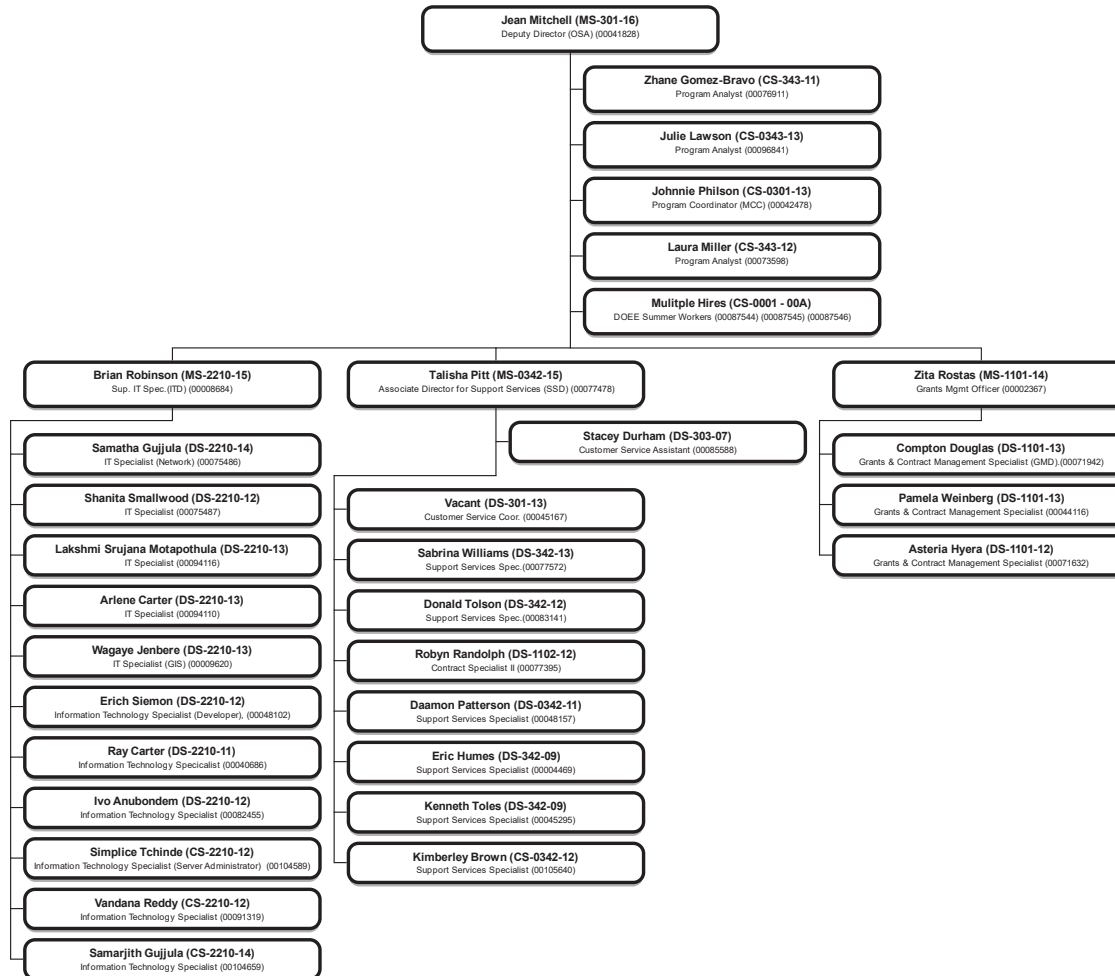 Jean Mitchell (MS-301-16)
Deputy Director (OSA) (00041828)
Zhane Gomez-Bravo (CS-343-11)
Program Analyst (00076911)
Julie Lawson (CS-0343-13)
Program Analyst (00096841)
Johnnie Philson (CS-0301-13)
Program Coordinator (MCC) (00042478)
Laura Miller (CS-343-12)
Program Analyst (00073598)
Mulitple Hires (CS-0001 - 00A)
DOEE Summer Workers (00087544) (00087545) (00087546)
Brian Robinson (MS-2210-15)
Sup. IT Spec.(ITD) (00008684)
Samatha Gujjula (DS-2210-14)
IT Specialist (Network) (00075486)
Shanita Smallwood (DS-2210-12)
IT Specialist (00075487)
Lakshmi Srujana Motapothula (DS-2210-13)
IT Specialist (00094116)
Arlene Carter (DS-2210-13)
IT Specialist (00094110)
Wagaye Jenbere (DS-2210-13)
IT Specialist (GIS) (00009620)
Erich Siemon (DS-2210-12)
Information Technology Specialist (Developer), (00048102)
Ray Carter (DS-2210-11)
Information Technology Specicalist (00040686)
Ivo Anubondem (DS-2210-12)
Information Technology Specialist (00082455)
Simplice Tchinde (CS-2210-12)
Information Technology Specialist (Server Administrator) (00104589)
Vandana Reddy (CS-2210-12)
Information Technology Specialist (00091319)
Samarjith Gujjula (CS-2210-14)
Information Technology Specialist (00104659)
Talisha Pitt (MS-0342-15)
Associate Director for Support Services (SSD) (00077478)
Stacey Durham (DS-303-07)
Customer Service Assistant (00085588)
Vacant (DS-301-13)
Customer Service Coor. (00045167)
Sabrina Williams (DS-342-13)
Support Services Spec.(00077572)
Donald Tolson (DS-342-12)
Support Services Spec.(00083141)
Robyn Randolph (DS-1102-12)
Contract Specialist II (00077395)
Daamon Patterson (DS-0342-11)
Support Services Specialist (00048157)
Eric Humes (DS-342-09)
Support Services Specialist (00004469)
Kenneth Toles (DS-342-09)
Support Services Specialist (00045295)
Kimberley Brown (CS-0342-12)
Support Services Specialist (00105640)
Zita Rostas (MS-1101-14)
Grants Mgmt Officer (00002367)
Compton Douglas (DS-1101-13)
Grants & Contract Management Specialist (GMD).(00071942)
Pamela Weinberg (DS-1101-13)
Grants & Contract Management Specialist (00044116)
Asteria Hyera (DS-1101-12)
Grants & Contract Management Specialist (00071632)